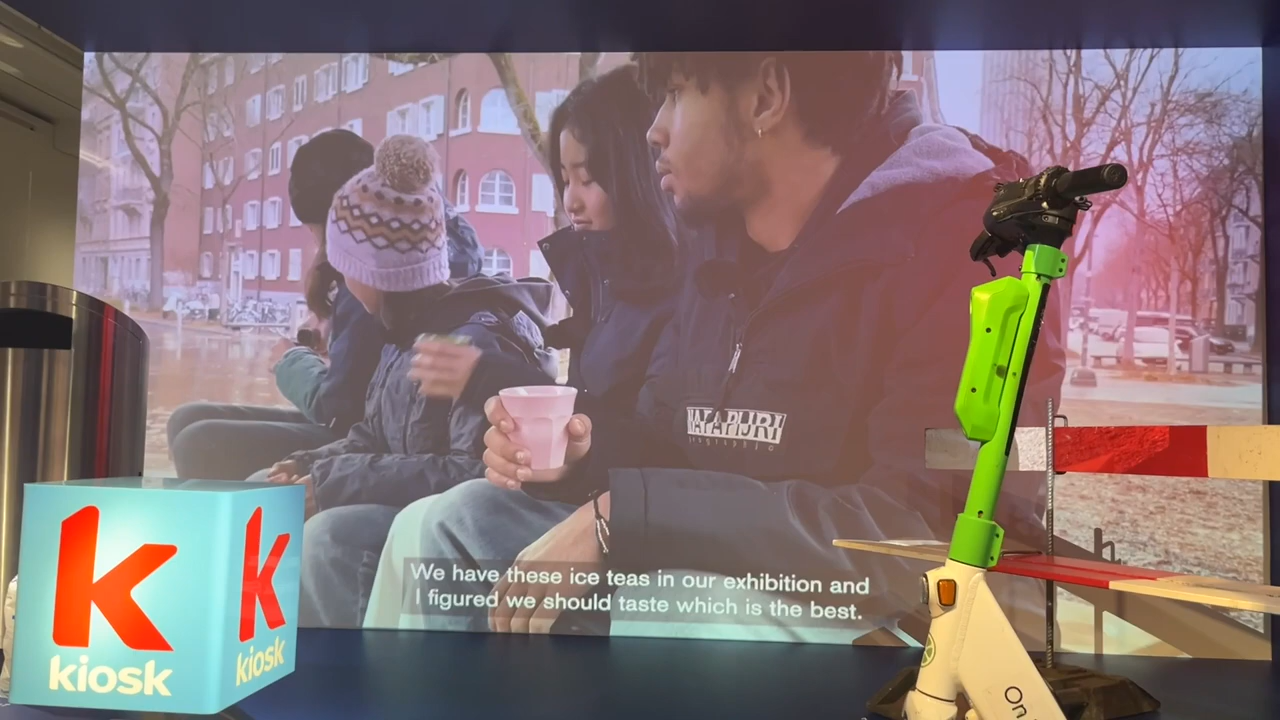 NAPAPIJRI
We have these ice teas in our exhibition and
I figured we should taste which is the best.
k
kiosk
k
kiosk
On